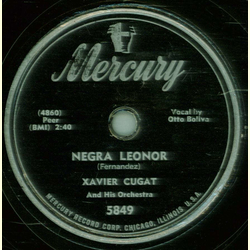 Mercury
(4860)
Peer
(BMI) 2:40
Vocal by
Otto Bolivar
NEGRA LEONOR
(Fernandez)
XAVIER CUGAT
And His Orchestra
5849
MERCURY RECORD CORP. CHICAGO, ILLINOIS U.S.A.